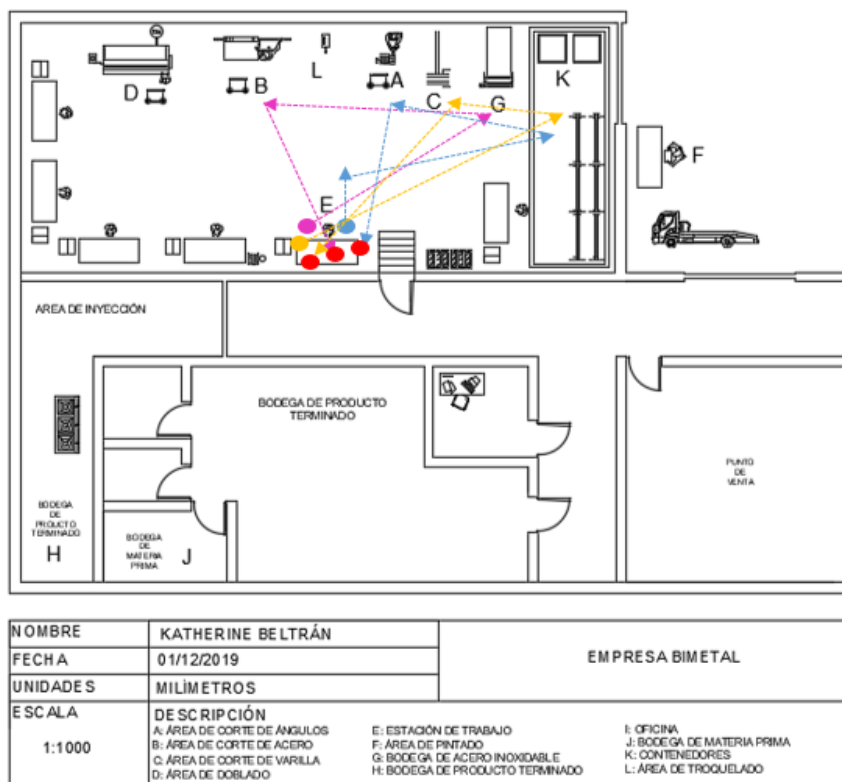 D
B
L
A
C
G
K
F
E
AREA DE INYECCIÓN
BODEGA DE PRODUCTO
TERMINADO
PUNTO
DE
VENTA
BODEGA
DE
PROUCTO
TERMINADO
H
BODEGA
DE
MATERIA
PRIMA
J
NOMBRE
KATHERINE BELTRÁN
FECHA
01/12/2019
UNIDADES
MILÌMETROS
EMPRESA BIMETAL
ESCALA
1:1000
DESCRIPCIÓN
A: ÁREA DE CORTE DE ÁNGULOS
B: ÁREA DE CORTE DE ACERO
C: ÁREA DE CORTE DE VARILLA
D: ÁREA DE DOBLADO
E: ESTACIÓN DE TRABAJO
F: ÁREA DE PINTADO
G: BODEGA DE ACERO INOXIDABLE
H: BODEGA DE PRODUCTO TERMINADO
I: OFICINA
J: BODEGA DE MATERIA PRIMA
K: CONTENEDORES
L: ÁREA DE TROQUELADO